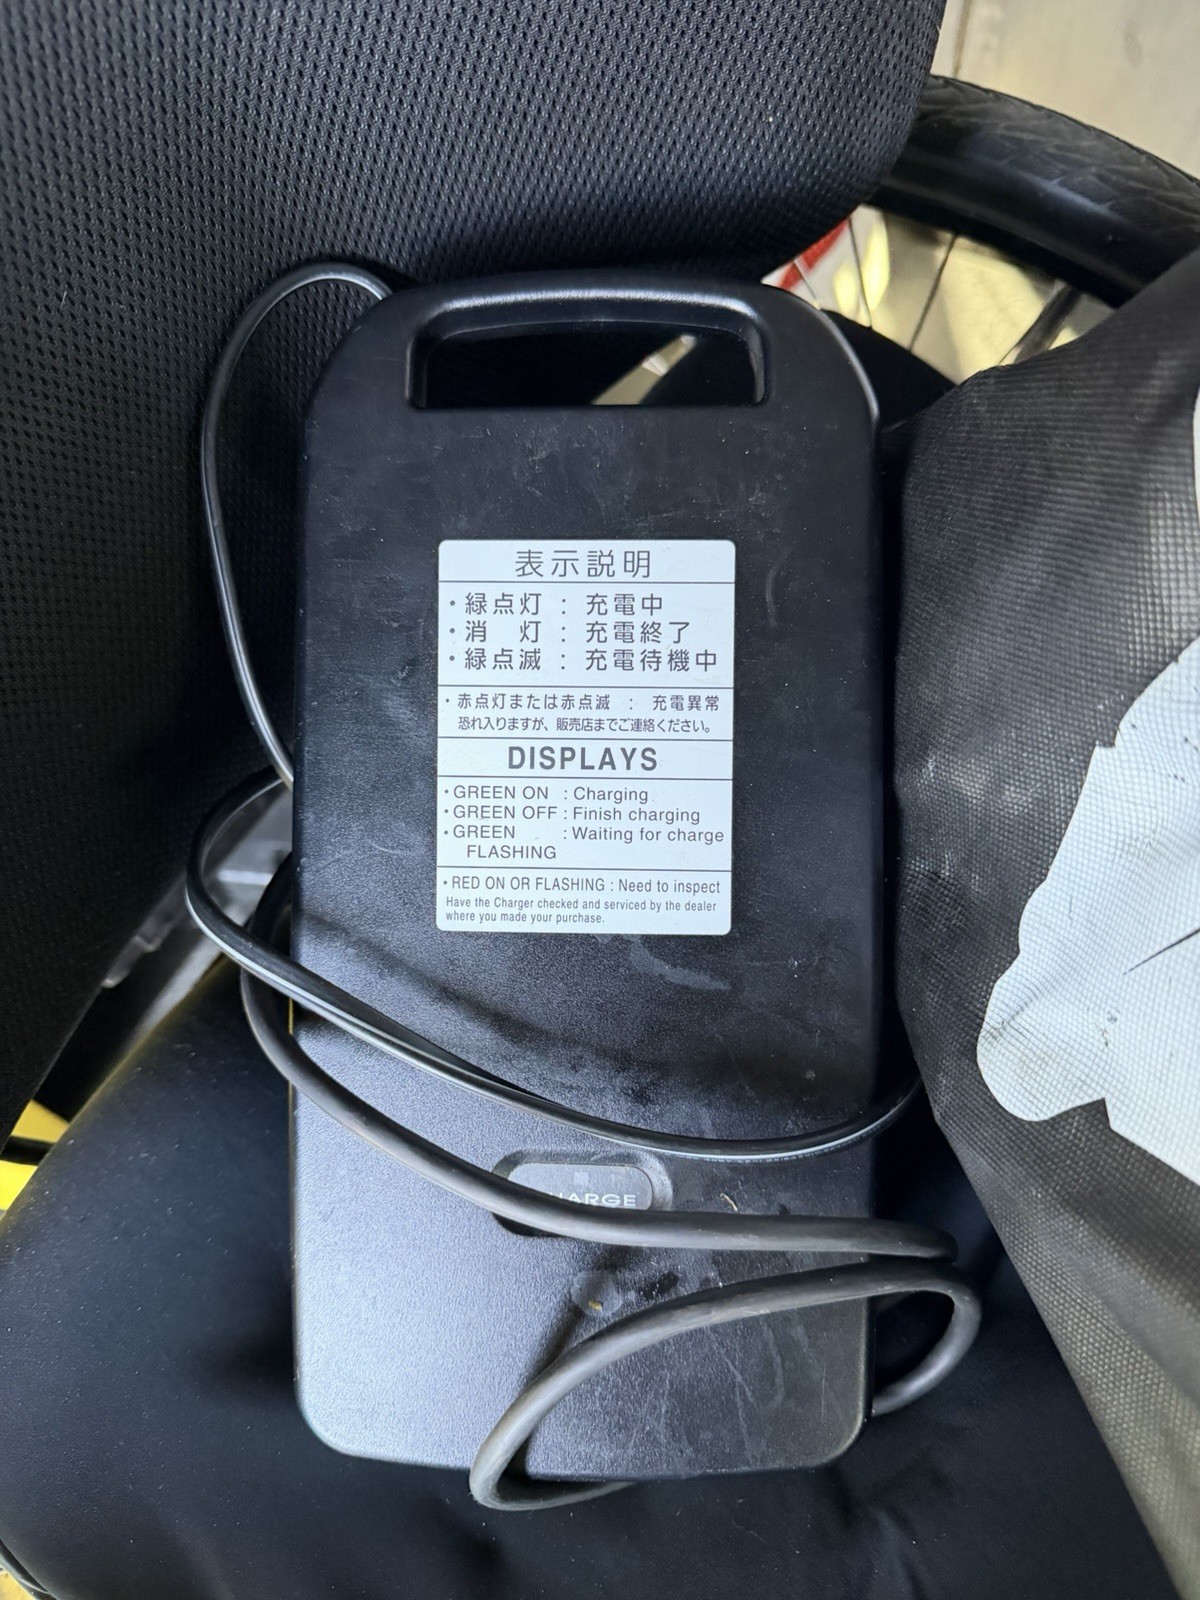 表示説明
・緑点灯 : 充電中
・消 灯 : 充電終了
・緑点滅 : 充電待機中
・赤点灯または赤点滅 : 充電異常
恐れ入りますが、販売店までご連絡ください。
DISPLAYS
・GREEN ON : Charging
・GREEN OFF : Finish charging
・GREEN : Waiting for charge
FLASHING
・RED ON OR FLASHING : Need to inspect
Have the Charger checked and serviced by the dealer
where you made your purchase.
HARGE